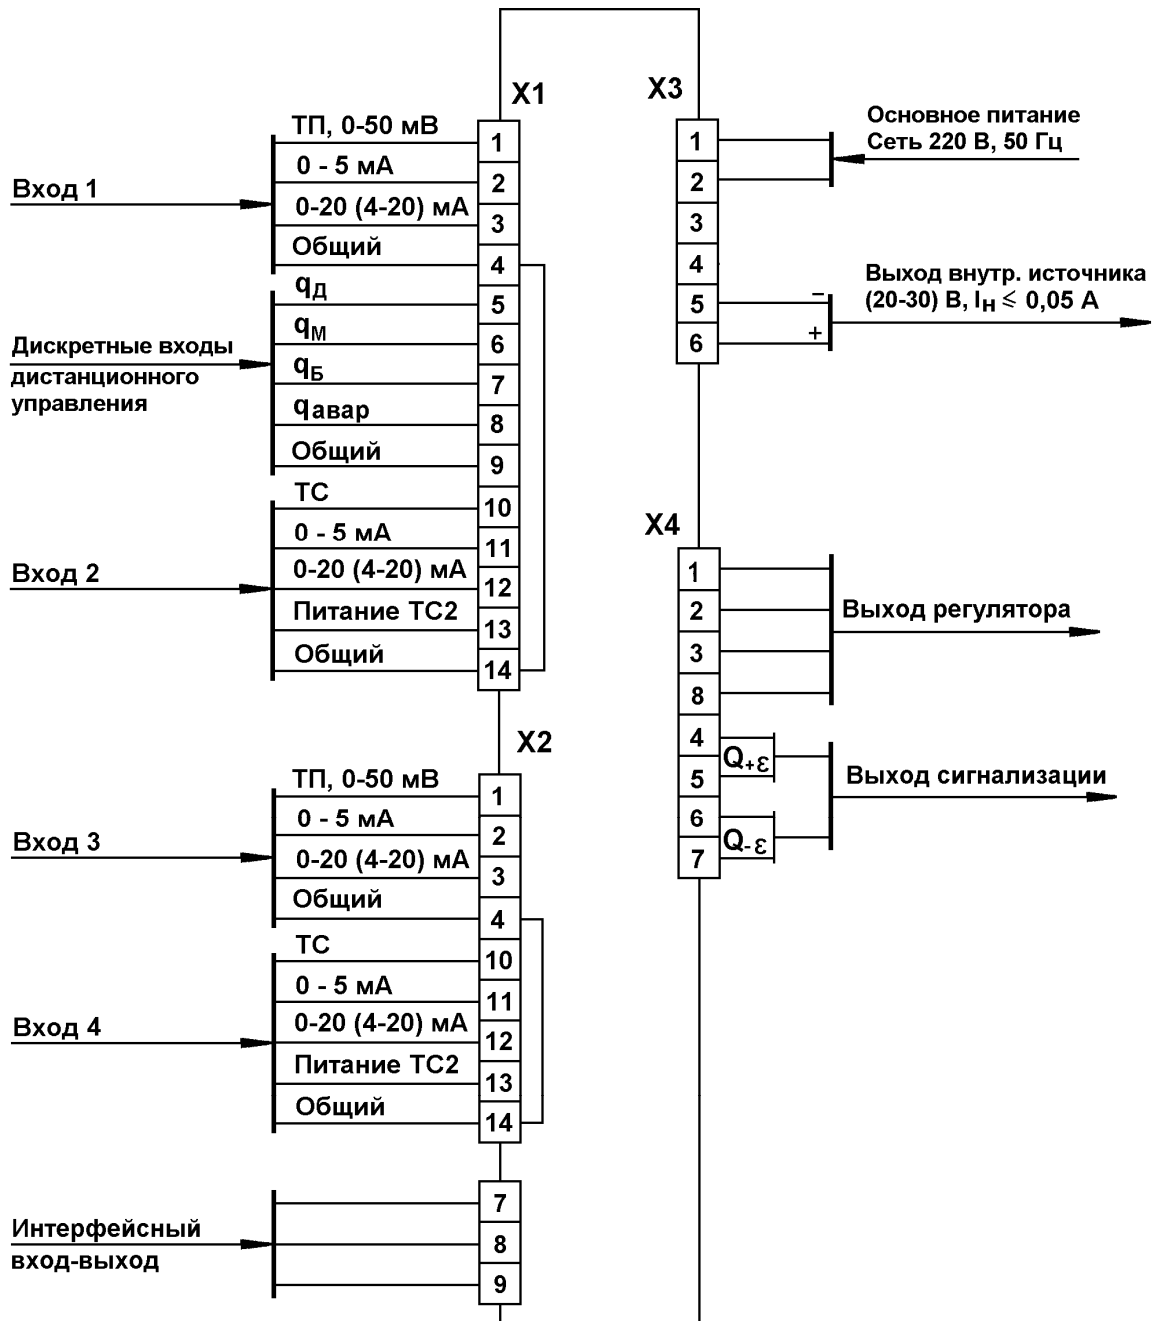 X1
ТП, 0-50 мВ
1
0 - 5 мА
2
Вход 1
0-20 (4-20) мА
3
Общий
4
qД
5
qМ
6
Дискретные входы
дистанционного
управления
qБ
7
qавар
8
Общий
9
ТС
10
0 - 5 мА
11
Вход 2
0-20 (4-20) мА
12
Питание ТС2
13
Общий
14
X2
ТП, 0-50 мВ
1
0 - 5 мА
2
Вход 3
0-20 (4-20) мА
3
Общий
4
ТС
10
0 - 5 мА
11
Вход 4
0-20 (4-20) мА
12
Питание ТС2
13
Общий
14
7
Интерфейсный
вход-выход
8
9
X3
1
2
3
4
5
6
Основное питание
Сеть 220 В, 50 Гц
Выход внутр. источника
(20-30) В, IН ⩽ 0,05 А
–
+
X4
1
2
3
8
Выход регулятора
4
Q+ε
5
6
Q-ε
7
Выход сигнализации